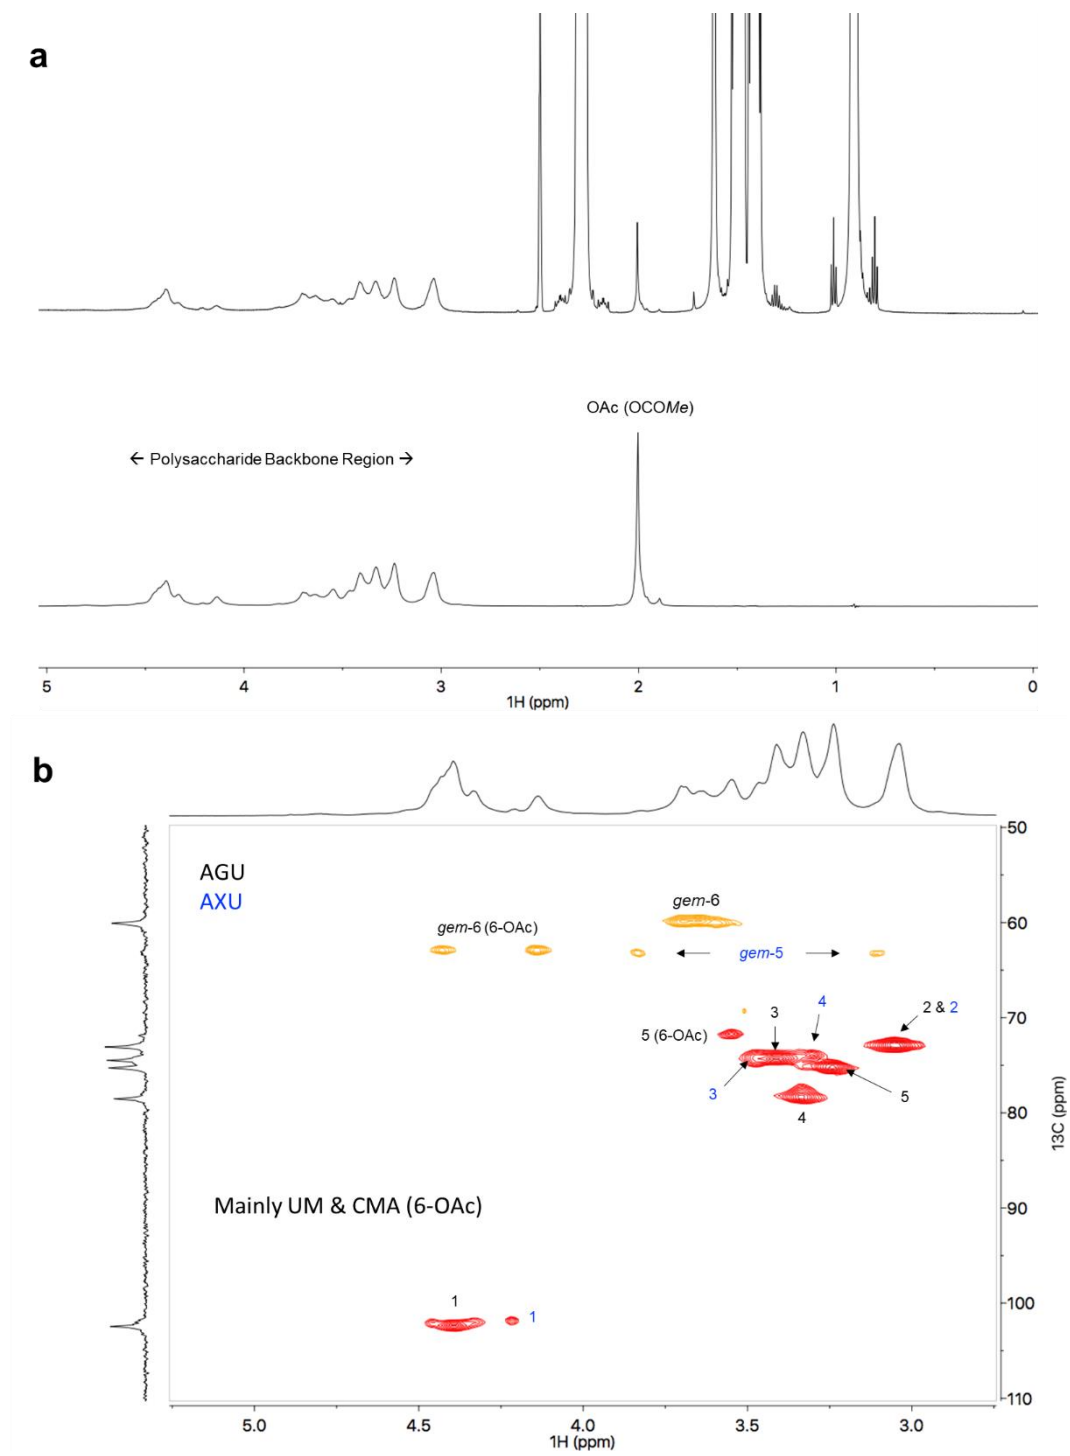 a
OAc (OCOMe)
← Polysaccharide Backbone Region →
5 4 3 2 1 0
1H (ppm)
b
AGU
AXU
gem-6
gem-6 (6-OAc)
gem-5
5 (6-OAc)
3
4
2 & 2
3
4
5
Mainly UM & CMA (6-OAc)
1
1
50
60
70
80
90
100
110
13C (ppm)
5.0 4.5 4.0 3.5 3.0
1H (ppm)